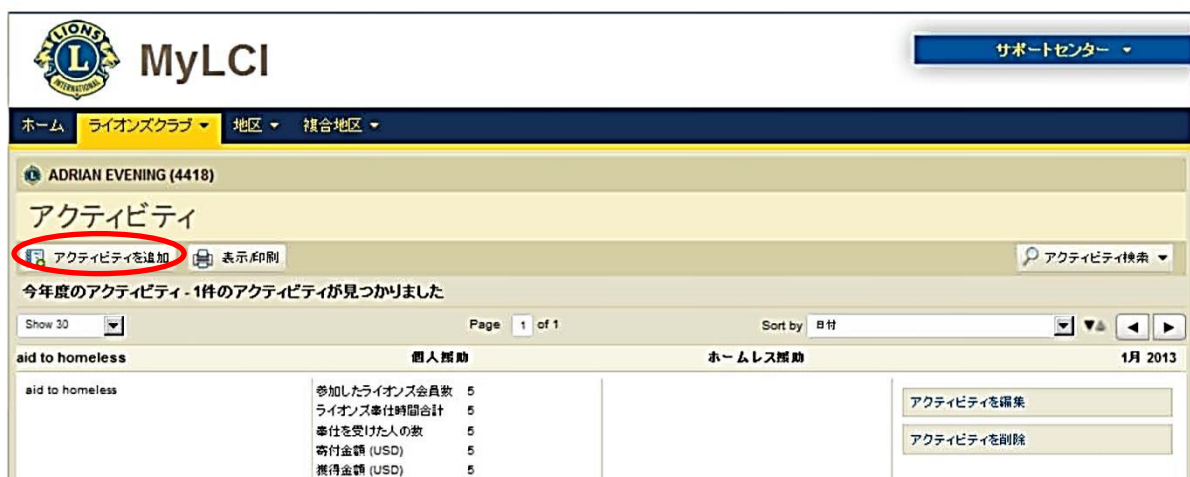 LIONS
L
INTERNATIONAL
MyLCI
サポートセンター
ホーム ライオンズクラブ 地区 複合地区
ADRIAN EVENING (4418)
アクティビティ
アクティビティを追加 表示/印刷 アクティビティ検索
今年度のアクティビティ - 1件のアクティビティが見つかりました
Show 30 Page 1 of 1 Sort by 日付
aid to homeless 個人援助 ホームレス援助 1月 2013
aid to homeless 参加したライオンズ会員数 5 アクティビティを編集
ライオンズ奉仕時間合計 5
奉仕を受けた人の数 5 アクティビティを削除
寄付金額 (USD) 5
獲得金額 (USD) 5